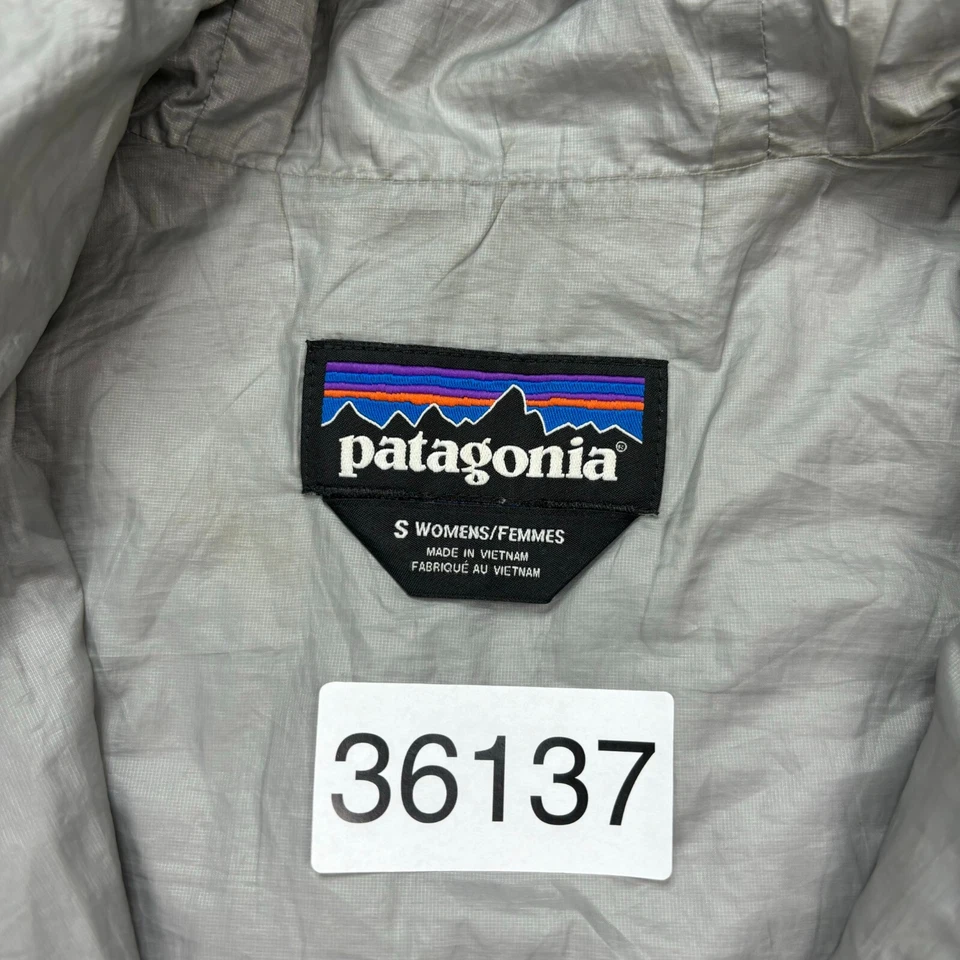 patagonia®
S WOMENS/FEMMES
MADE IN VIETNAM
FABRIQUÉ AU VIETNAM
36137